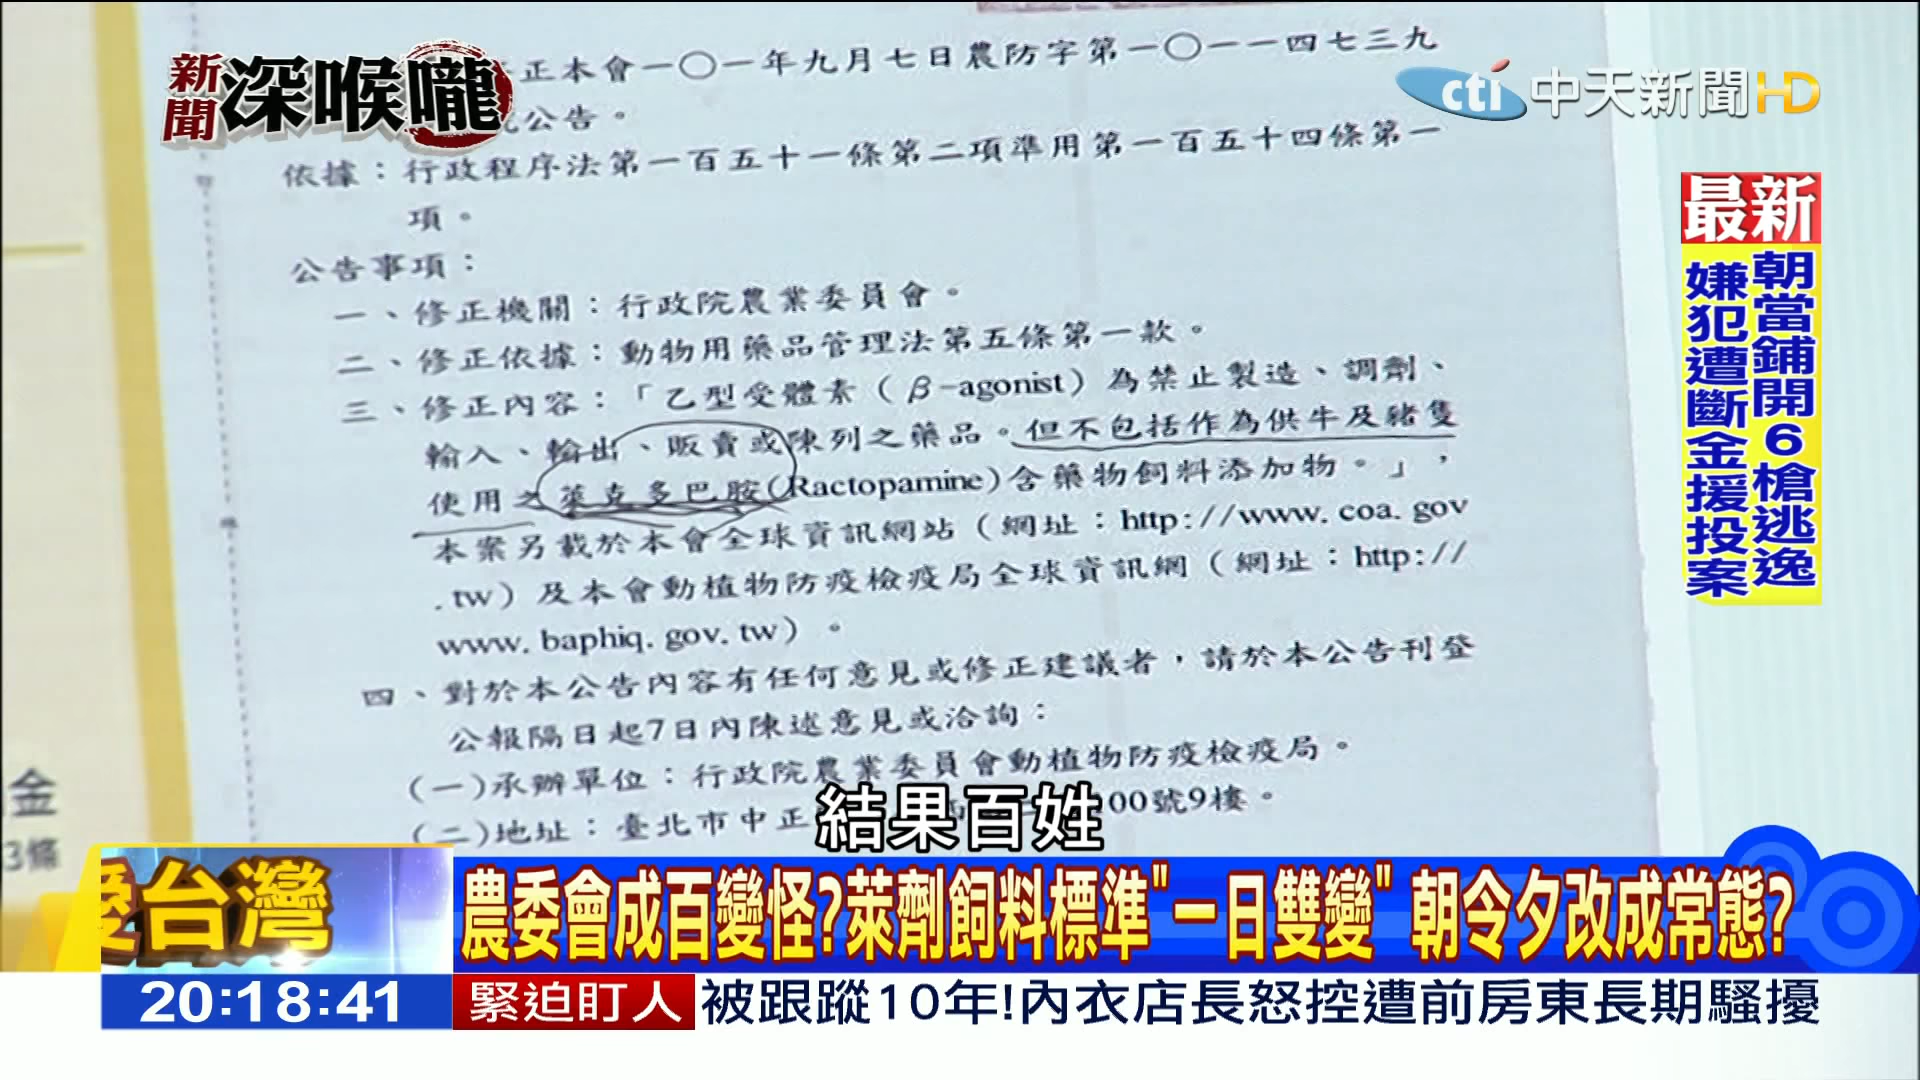 新聞
深喉嚨
正本會一〇一年九月七日農防字第一〇一一四七三九
公告。
依據：行政程序法第一百五十一條第二項準用第一百五十四條第一
項。
公告事項：
一、修正機關：行政院農業委員會。
二、修正依據：動物用藥品管理法第五條第一款。
三、修正內容：「乙型受體素（β-agonist）為禁止製造、調劑、
輸入、輸出、販賣或陳列之藥品。但不包括作為供牛及豬隻
使用之萊克多巴胺(Ractopamine)含藥物飼料添加物。」，
本案另載於本會全球資訊網站（網址：http://www.coa.gov
.tw）及本會動植物防疫檢疫局全球資訊網（網址：http://
www.baphiq.gov.tw）。
四、對於本公告內容有任何意見或修正建議者，請於本公告刊登
公報隔日起7日內陳述意見或洽詢：
(一)承辦單位：行政院農業委員會動植物防疫檢疫局。
(二)地址：臺北市中正 00號9樓。
金
3條
cti 中天新聞HD
最新
朝當鋪開6槍逃逸
嫌犯遭斷金援投案
結果百姓
愛台灣
農委會成百變怪?萊劑飼料標準"一日雙變" 朝令夕改成常態?
20:18:41
緊迫盯人
被跟蹤10年!內衣店長怒控遭前房東長期騷擾